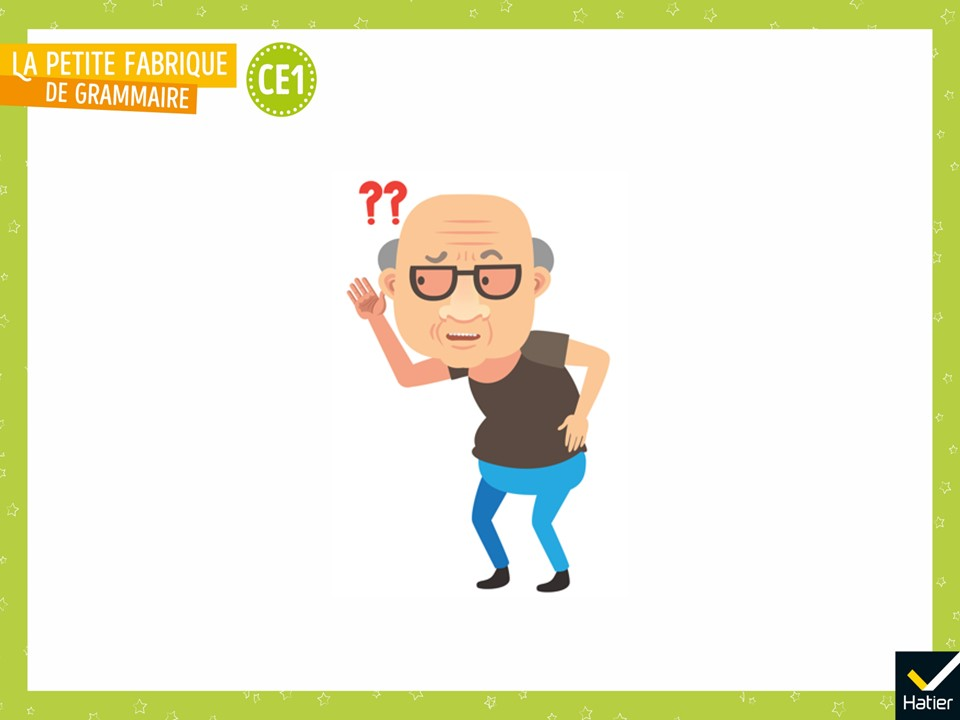 LA PETITE FABRIQUE
DE GRAMMAIRE
CE1
??
Hatier